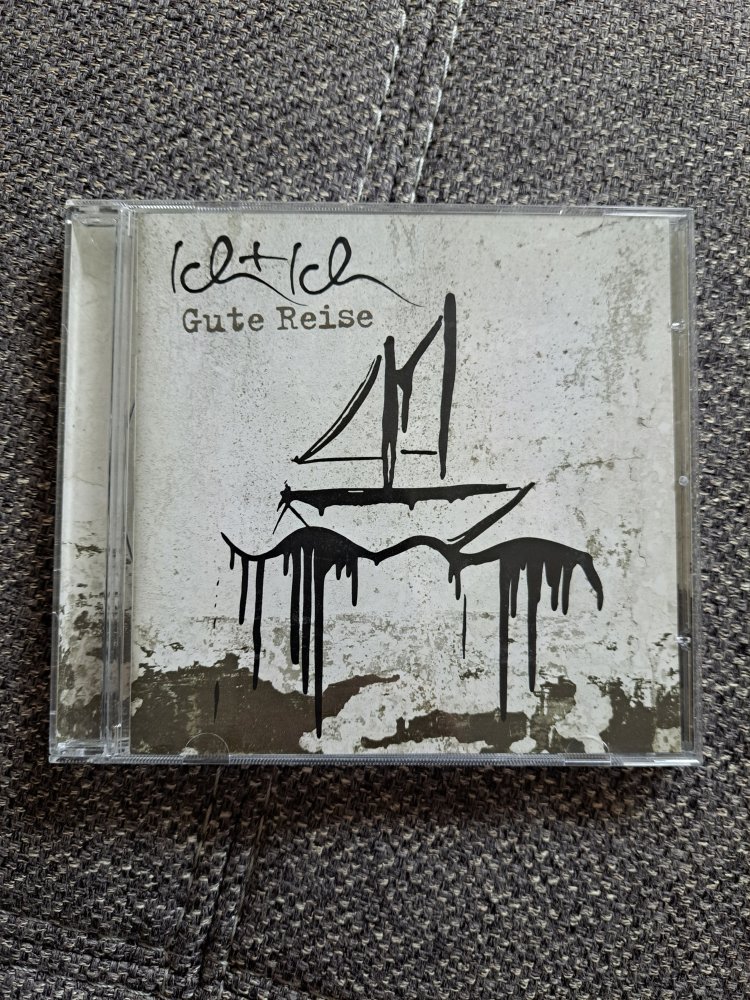 Ich + Ich
Gute Reise